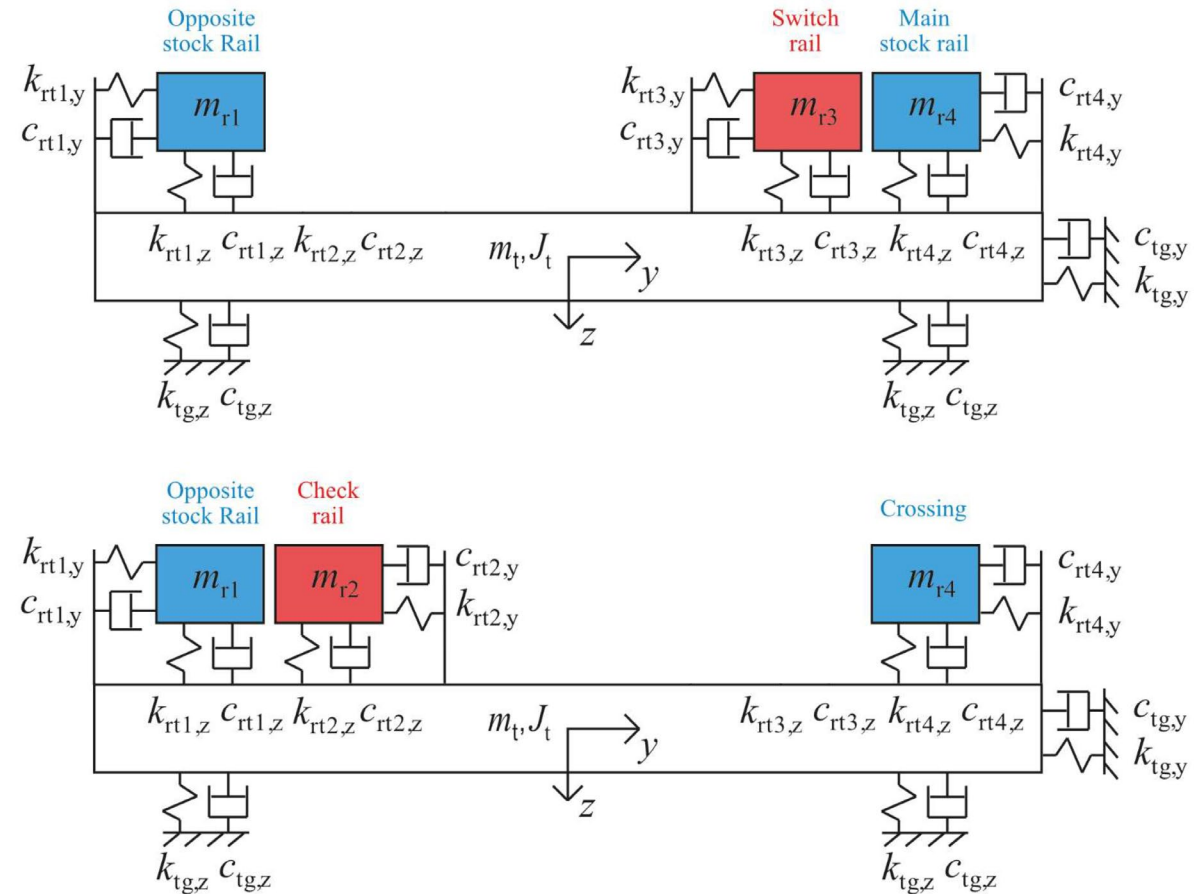 Opposite
stock Rail
Switch
rail
Main
stock rail
k_rt1,y
c_rt1,y
m_r1
k_rt3,y
c_rt3,y
m_r3
m_r4
c_rt4,y
k_rt4,y
k_rt1,z c_rt1,z k_rt2,z c_rt2,z
m_t, J_t
y
z
k_rt3,z c_rt3,z k_rt4,z c_rt4,z
c_tg,y
k_tg,y
k_tg,z c_tg,z
k_tg,z c_tg,z
Opposite
stock Rail
Check
rail
Crossing
k_rt1,y
c_rt1,y
m_r1
m_r2
c_rt2,y
k_rt2,y
m_r4
c_rt4,y
k_rt4,y
k_rt1,z c_rt1,z k_rt2,z c_rt2,z
m_t, J_t
y
z
k_rt3,z c_rt3,z k_rt4,z c_rt4,z
c_tg,y
k_tg,y
k_tg,z c_tg,z
k_tg,z c_tg,z